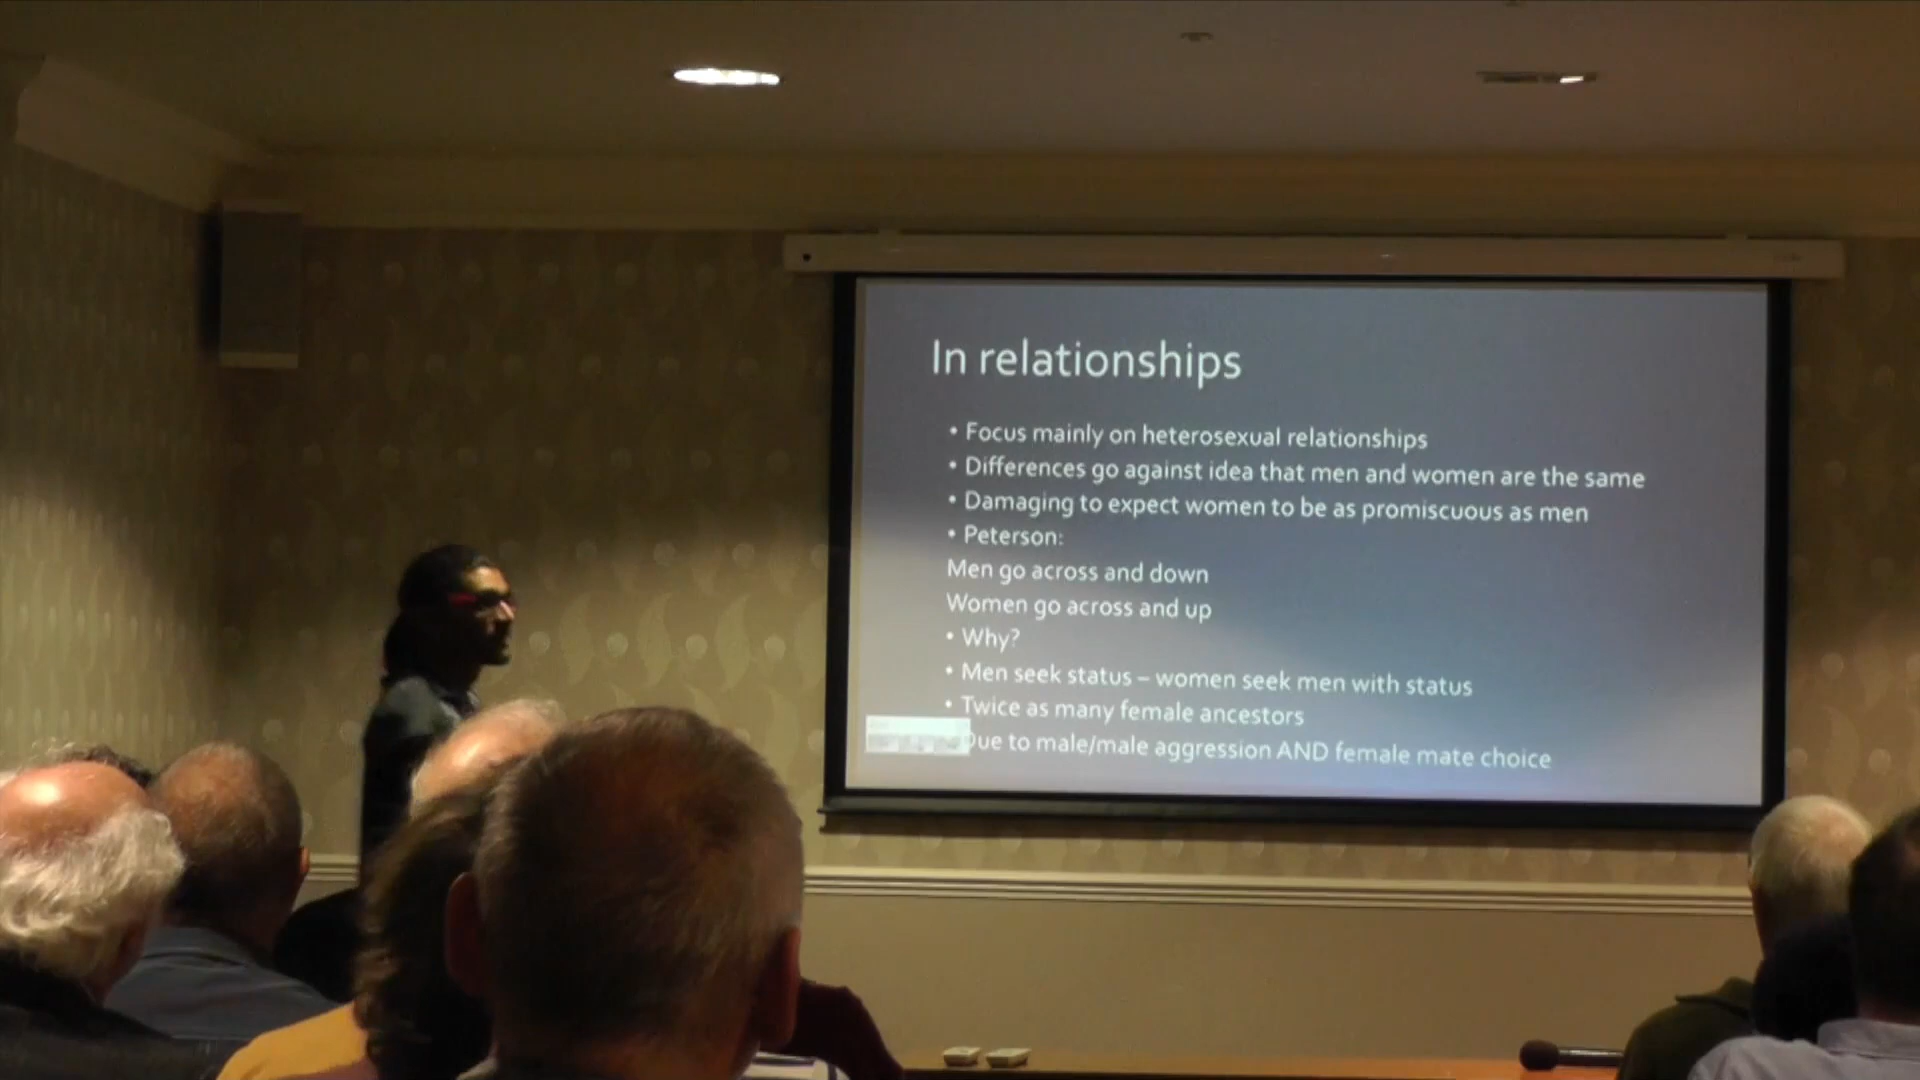 In relationships
• Focus mainly on heterosexual relationships
• Differences go against idea that men and women are the same
• Damaging to expect women to be as promiscuous as men
• Peterson:
Men go across and down
Women go across and up
• Why?
• Men seek status – women seek men with status
• Twice as many female ancestors
Due to male/male aggression AND female mate choice